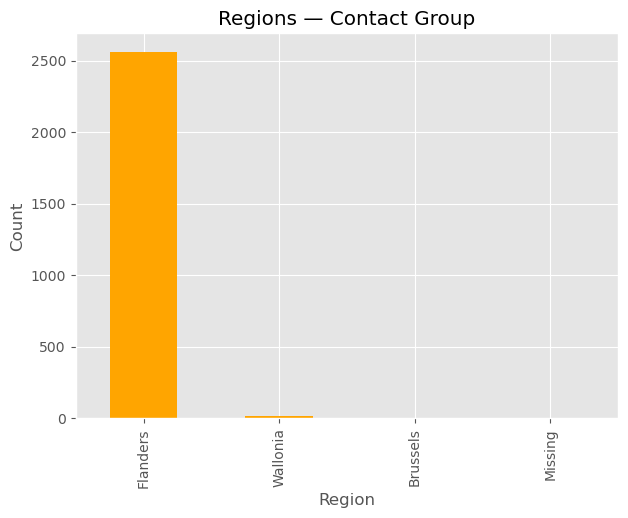 Regions — Contact Group
Count
2500
2000
1500
1000
500
0
Flanders
Wallonia
Brussels
Missing
Region